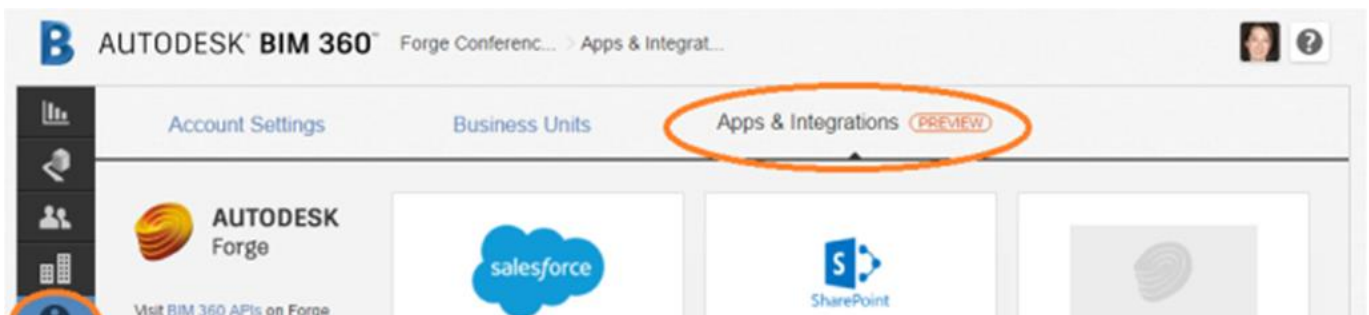 B AUTODESK® BIM 360™ Forge Conferenc... > Apps & Integrat... ?
Account Settings Business Units Apps & Integrations PREVIEW
AUTODESK
Forge
salesforce
S
SharePoint
Visit BIM 360 APIs on Forge